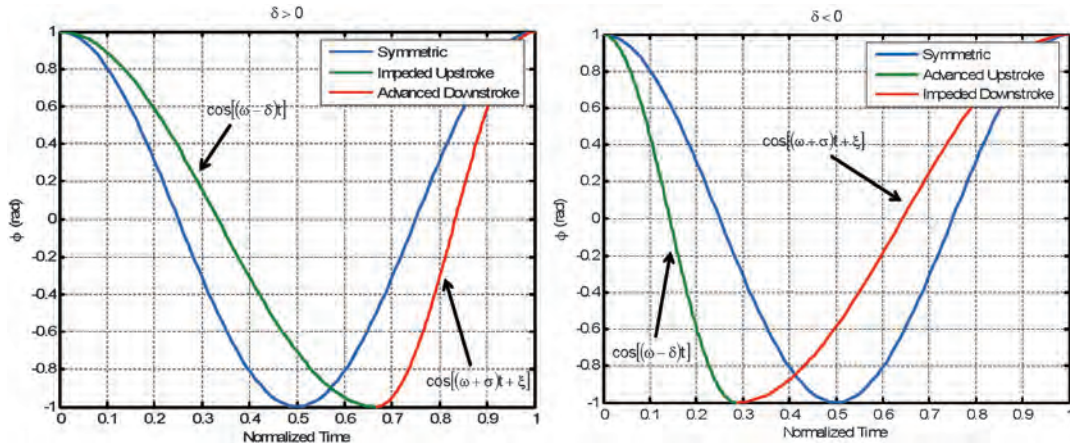 δ > 0
1
0.8
0.6
0.4
0.2
0
-0.2
-0.4
-0.6
-0.8
-1
ϕ (rad)
Symmetric
Impeded Upstroke
Advanced Downstroke
cos[(ω − δ)t]
cos[(ω + σ)t + ξ]
0 0.1 0.2 0.3 0.4 0.5 0.6 0.7 0.8 0.9 1
Normalized Time
δ < 0
1
0.8
0.6
0.4
0.2
0
-0.2
-0.4
-0.6
-0.8
-1
ϕ (rad)
Symmetric
Advanced Upstroke
Impeded Downstroke
cos[(ω + σ)t + ξ]
cos[(ω − δ)t]
0 0.1 0.2 0.3 0.4 0.5 0.6 0.7 0.8 0.9 1
Normalized Time